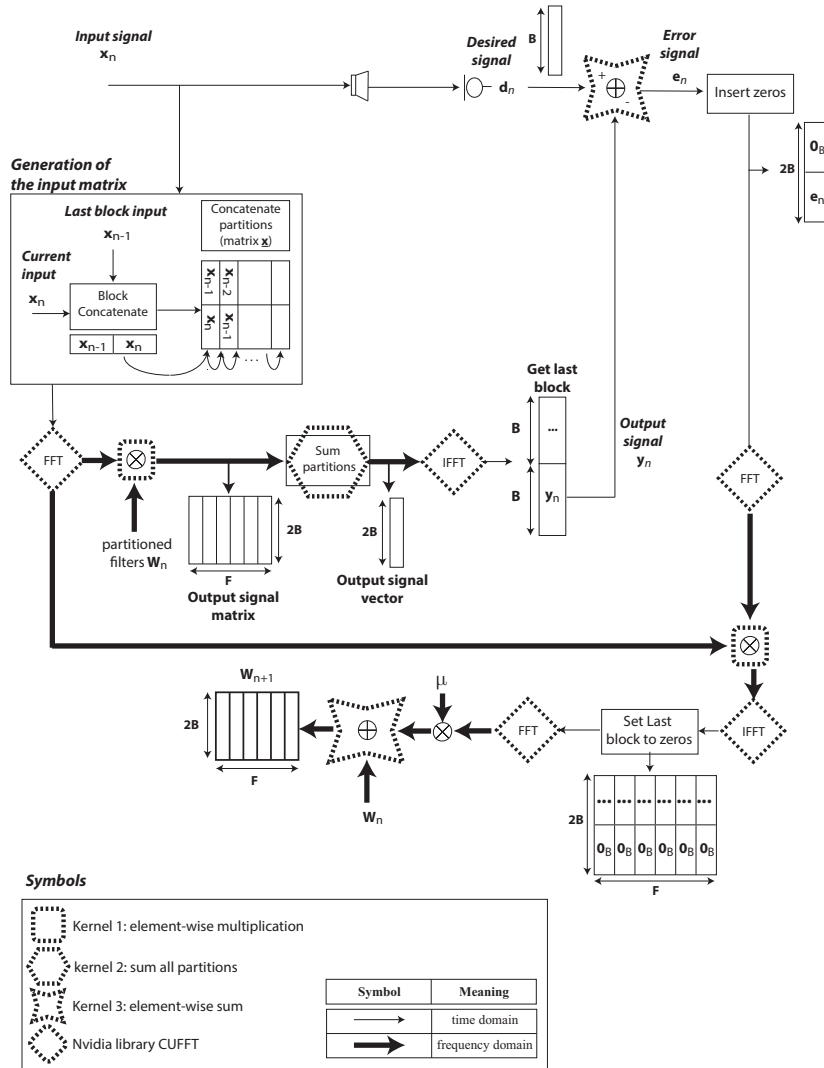 Input signal
xn
Desired
signal
B
dn
+
-
Error
signal
en
Insert zeros
2B
0B
en
Generation of
the input matrix
Last block input
xn-1
Current
input
xn
Block
Concatenate
xn-1 xn
Concatenate
partitions
(matrix x)
xn-1 xn-2
xn xn-1
...
FFT
partitioned
filters Wn
2B
F
Output signal
matrix
Sum
partitions
2B
Output signal
vector
IFFT
Get last
block
B
...
B
yn
Output
signal
yn
FFT
IFFT
Set Last
block to zeros
2B
... ... ... ... ... ...
0B 0B 0B 0B 0B 0B
F
FFT
μ
Wn
Wn+1
2B
F
Symbols
Kernel 1: element-wise multiplication
kernel 2: sum all partitions
Kernel 3: element-wise sum
Nvidia library CUFFT
Symbol Meaning
time domain
frequency domain